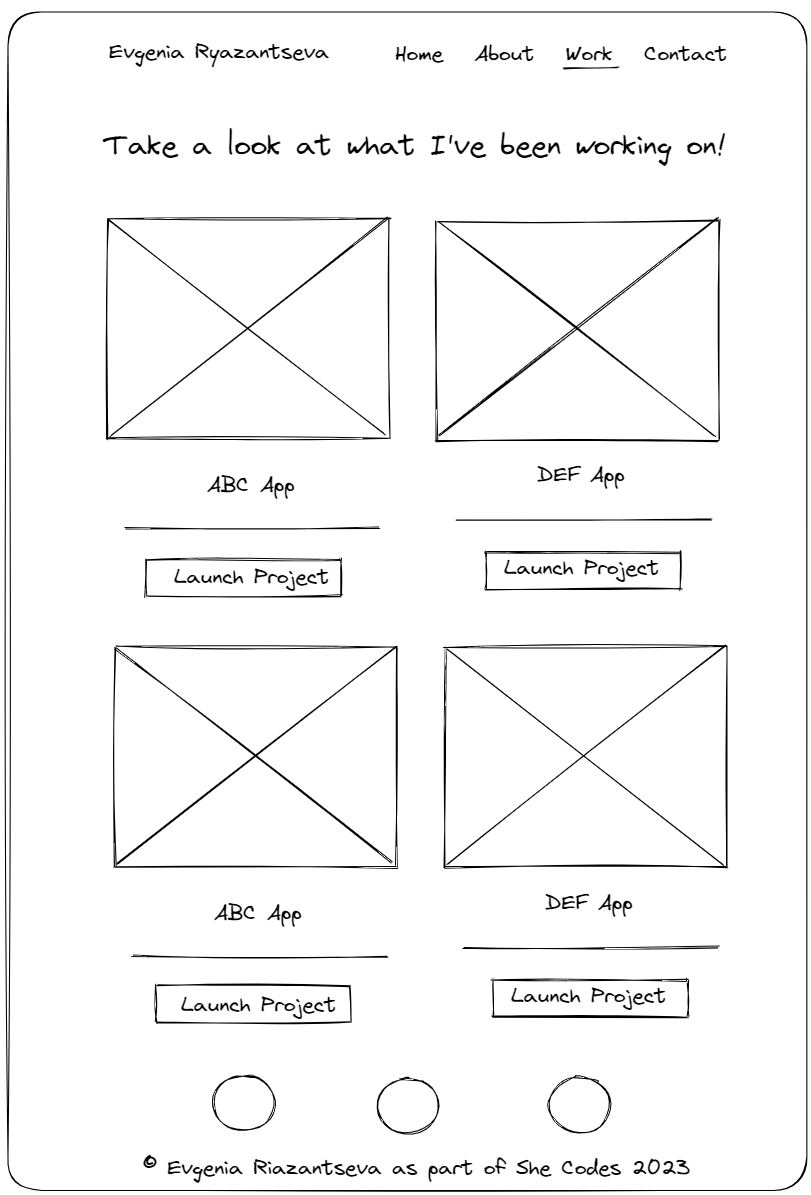 Evgenia Ryazantseva Home About Work Contact
Take a look at what I've been working on!
ABC App DEF App
Launch Project Launch Project
ABC App DEF App
Launch Project Launch Project
© Evgenia Riazantseva as part of She Codes 2023